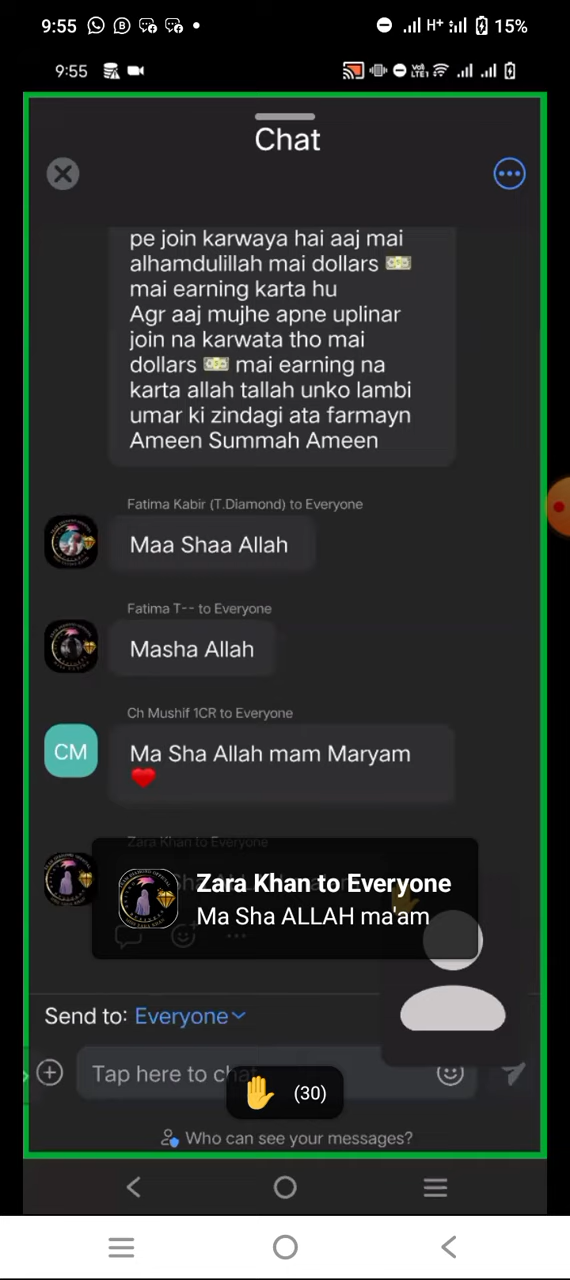 9:55
H+
15%
9:55
Chat
pe join karwaya hai aaj mai
alhamdulillah mai dollars 💵
mai earning karta hu
Agr aaj mujhe apne uplinar
join na karwata tho mai
dollars 💵 mai earning na
karta allah tallah unko lambi
umar ki zindagi ata farmayn
Ameen Summah Ameen
Fatima Kabir (T.Diamond) to Everyone
Maa Shaa Allah
Fatima T-- to Everyone
Masha Allah
Ch Mushif 1CR to Everyone
CM
Ma Sha Allah mam Maryam
❤️
Zara Khan to Everyone
Zara Khan to Everyone
Ma Sha ALLAH ma'am
Send to: Everyone
Tap here to chat
✋ (30)
Who can see your messages?